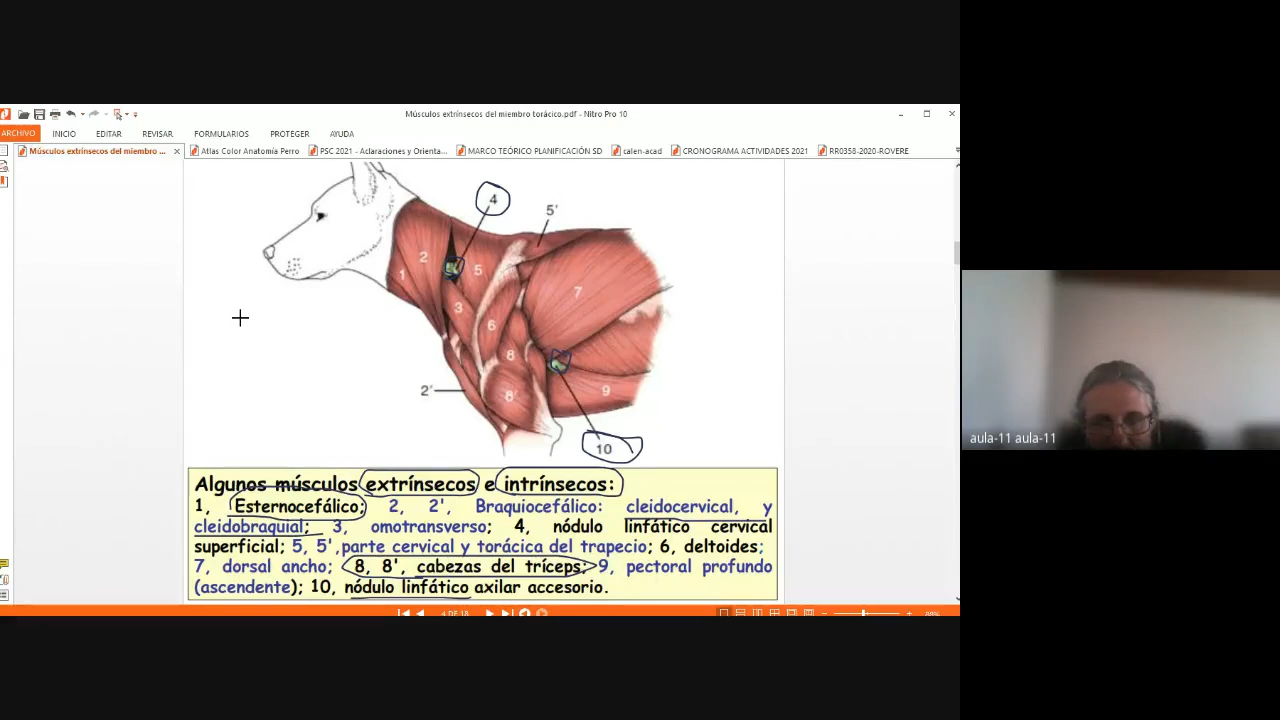 Músculos extrínsecos del miembro torácico.pdf - Nitro Pro 10
ARCHIVO INICIO EDITAR REVISAR FORMULARIOS PROTEGER AYUDA
Músculos extrínsecos del miembro ... Atlas Color Anatomía Perro PSC 2021 - Aclaraciones y Orienta... MARCO TEÓRICO PLANIFICACIÓN SD calen-acad CRONOGRAMA ACTIVIDADES 2021 RR0358-2020-ROVERE
4
5'
2
1
5
7
3
6
8
2'
8'
9
10
aula-11 aula-11
Algunos músculos extrínsecos e intrínsecos:
1, Esternocefálico; 2, 2', Braquiocefálico: cleidocervical, y
cleidobraquial; 3, omotransverso; 4, nódulo linfático cervical
superficial; 5, 5',parte cervical y torácica del trapecio; 6, deltoides;
7, dorsal ancho; 8, 8', cabezas del tríceps; 9, pectoral profundo
(ascendente); 10, nódulo linfático axilar accesorio.
4 DE 18